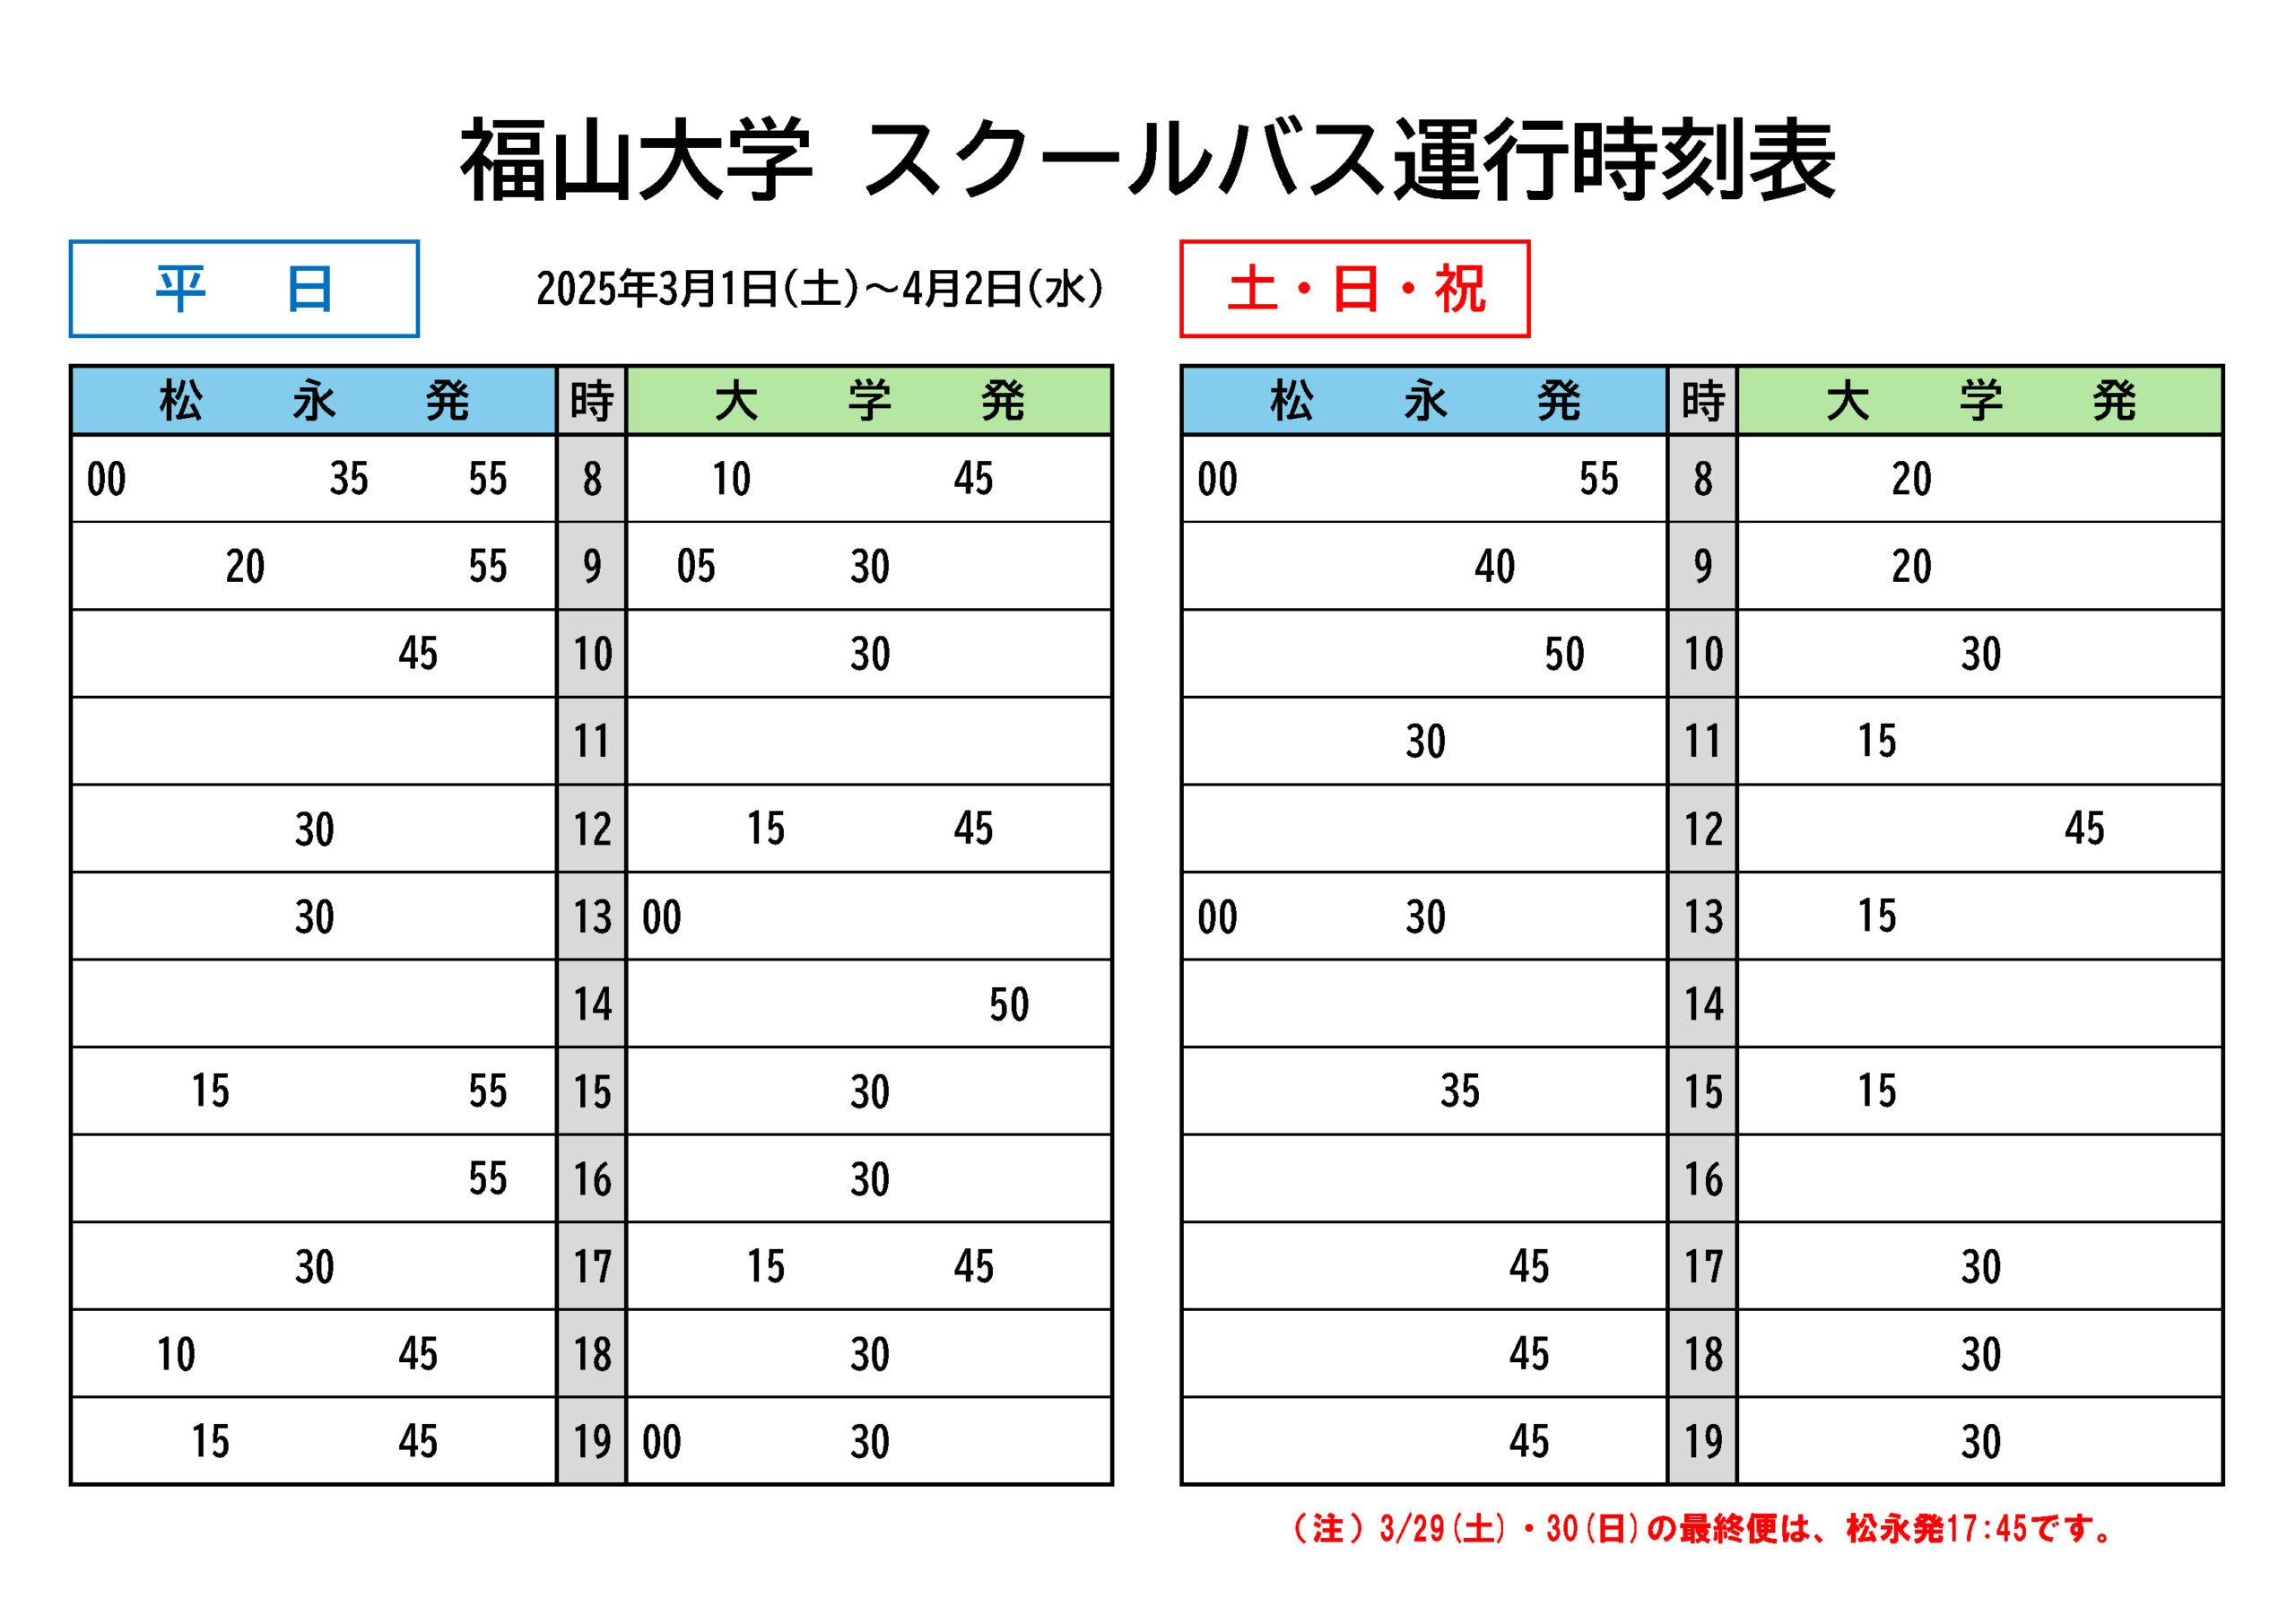 福山大学 スクールバス運行時刻表
平 日 2025年3月1日(土)～4月2日(水) 土・日・祝
松 永 発 時 大 学 発 松 永 発 時 大 学 発
00 35 55 8 10 45 00 55 8 20
20 55 9 05 30 40 9 20
45 10 30 50 10 30
11 30 11 15
30 12 15 45 12 45
30 13 00 00 30 13 15
14 50 14
15 55 15 30 35 15 15
55 16 30 16
30 17 15 45 45 17 30
10 45 18 30 45 18 30
15 45 19 00 30 45 19 30
（注）3/29(土)・30(日)の最終便は、松永発17:45です。